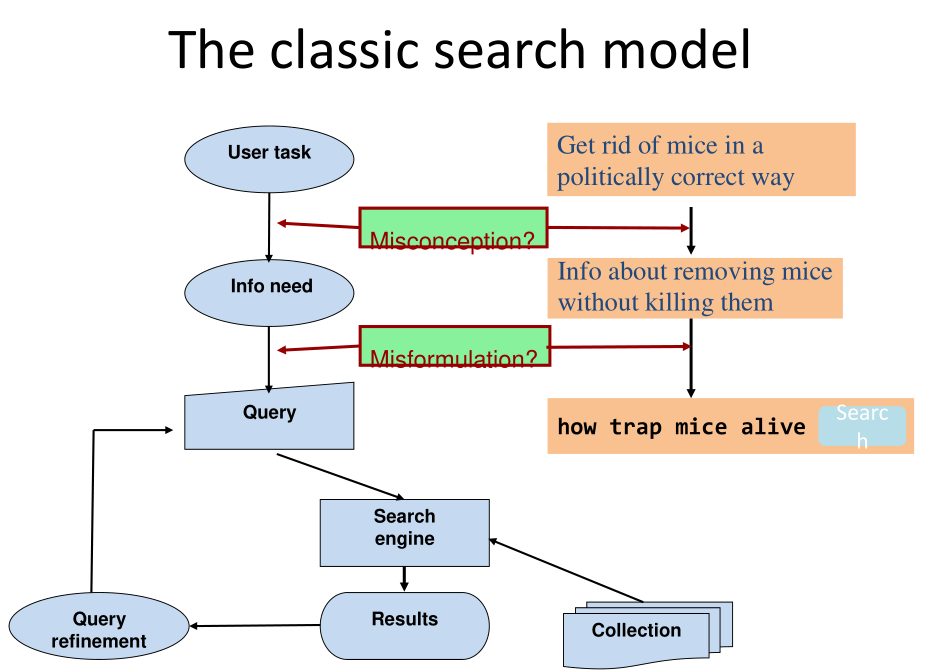 The classic search model
User task
Get rid of mice in a
politically correct way
Misconception?
Info need
Info about removing mice
without killing them
Misformulation?
Query
how trap mice alive
Searc
h
Search
engine
Query
refinement
Results
Collection